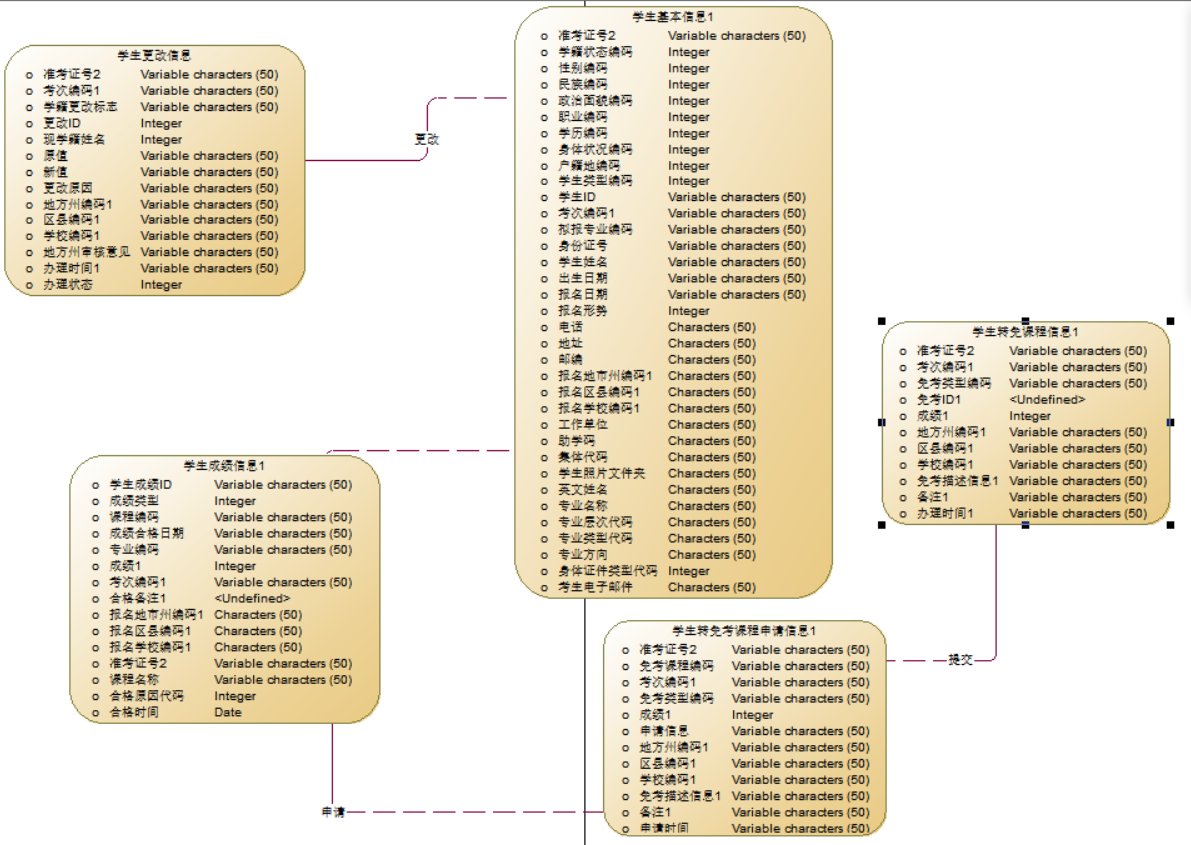 学生更改信息
准考证号2 Variable characters (50)
考次编码1 Variable characters (50)
学籍更改标志 Variable characters (50)
更改ID Integer
现学籍姓名 Integer
原值 Variable characters (50)
新值 Variable characters (50)
更改原因 Variable characters (50)
地方州编码1 Variable characters (50)
区县编码1 Variable characters (50)
学校编码1 Variable characters (50)
地方州审核意见 Variable characters (50)
办理时间1 Variable characters (50)
办理状态 Integer
更改
学生基本信息1
准考证号2 Variable characters (50)
学籍状态编码 Integer
性别编码 Integer
民族编码 Integer
政治面貌编码 Integer
职业编码 Integer
学历编码 Integer
身体状况编码 Integer
户籍地编码 Integer
学生类型编码 Integer
学生ID Variable characters (50)
考次编码1 Variable characters (50)
拟报专业编码 Variable characters (50)
身份证号 Variable characters (50)
学生姓名 Variable characters (50)
出生日期 Variable characters (50)
报名日期 Variable characters (50)
报名形势 Integer
电话 Characters (50)
地址 Characters (50)
邮编 Characters (50)
报名地市州编码1 Characters (50)
报名区县编码1 Characters (50)
报名学校编码1 Characters (50)
工作单位 Characters (50)
助学码 Characters (50)
集体代码 Characters (50)
学生照片文件夹 Characters (50)
英文姓名 Characters (50)
专业名称 Characters (50)
专业层次代码 Characters (50)
专业类型代码 Characters (50)
专业方向 Characters (50)
身体证件类型代码 Integer
考生电子邮件 Characters (50)
学生转免课程信息1
准考证号2 Variable characters (50)
考次编码1 Variable characters (50)
免考类型编码 Variable characters (50)
免考ID1 <Undefined>
成绩1 Integer
地方州编码1 Variable characters (50)
区县编码1 Variable characters (50)
学校编码1 Variable characters (50)
免考描述信息1 Variable characters (50)
备注1 Variable characters (50)
办理时间1 Variable characters (50)
学生成绩信息1
学生成绩ID Variable characters (50)
成绩类型 Integer
课程编码 Variable characters (50)
成绩合格日期 Variable characters (50)
专业编码 Variable characters (50)
成绩1 Integer
考次编码1 Variable characters (50)
合格备注1 <Undefined>
报名地市州编码1 Characters (50)
报名区县编码1 Characters (50)
报名学校编码1 Characters (50)
准考证号2 Variable characters (50)
课程名称 Variable characters (50)
合格原因代码 Integer
合格时间 Date
学生转免考课程申请信息1
准考证号2 Variable characters (50)
免考课程编码 Variable characters (50)
考次编码1 Variable characters (50)
免考类型编码 Variable characters (50)
成绩1 Integer
申请信息 Variable characters (50)
地方州编码1 Variable characters (50)
区县编码1 Variable characters (50)
学校编码1 Variable characters (50)
免考描述信息1 Variable characters (50)
备注1 Variable characters (50)
申请时间 Variable characters (50)
提交
申请